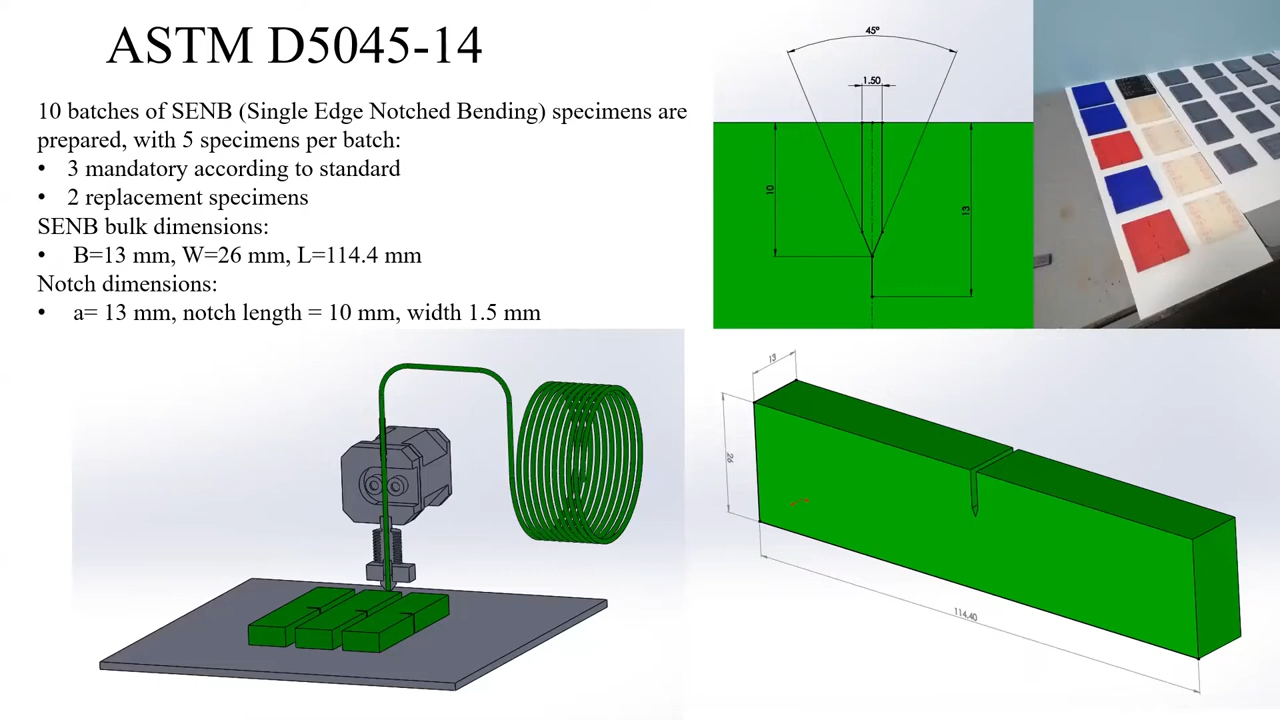 ASTM D5045-14
10 batches of SENB (Single Edge Notched Bending) specimens are
prepared, with 5 specimens per batch:
• 3 mandatory according to standard
• 2 replacement specimens
SENB bulk dimensions:
• B=13 mm, W=26 mm, L=114.4 mm
Notch dimensions:
• a= 13 mm, notch length = 10 mm, width 1.5 mm
45°
1.50
10
13
13
26
114.40